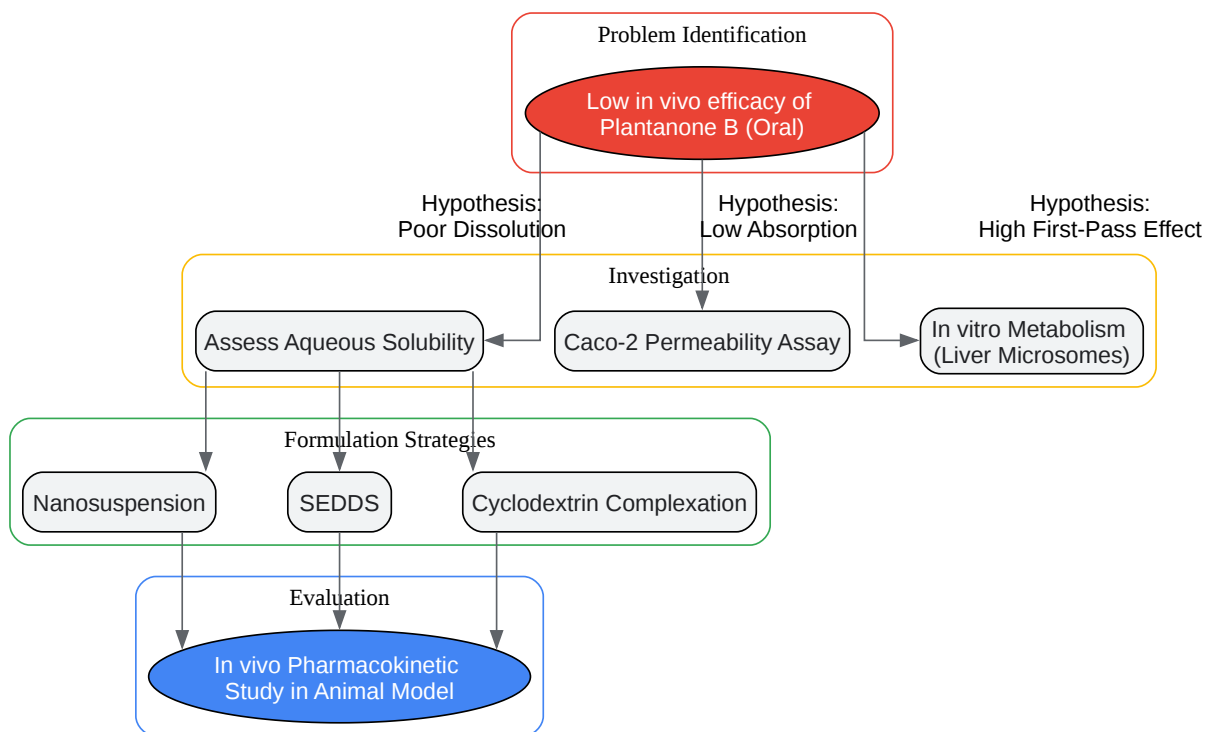 Problem Identification
Low in vivo efficacy of
Plantanone B (Oral)
Hypothesis:
Poor Dissolution
Hypothesis:
Low Absorption
Hypothesis:
High First-Pass Effect
Investigation
Assess Aqueous Solubility
Caco-2 Permeability Assay
In vitro Metabolism
(Liver Microsomes)
Formulation Strategies
Nanosuspension
SEDDS
Cyclodextrin Complexation
Evaluation
In vivo Pharmacokinetic
Study in Animal Model